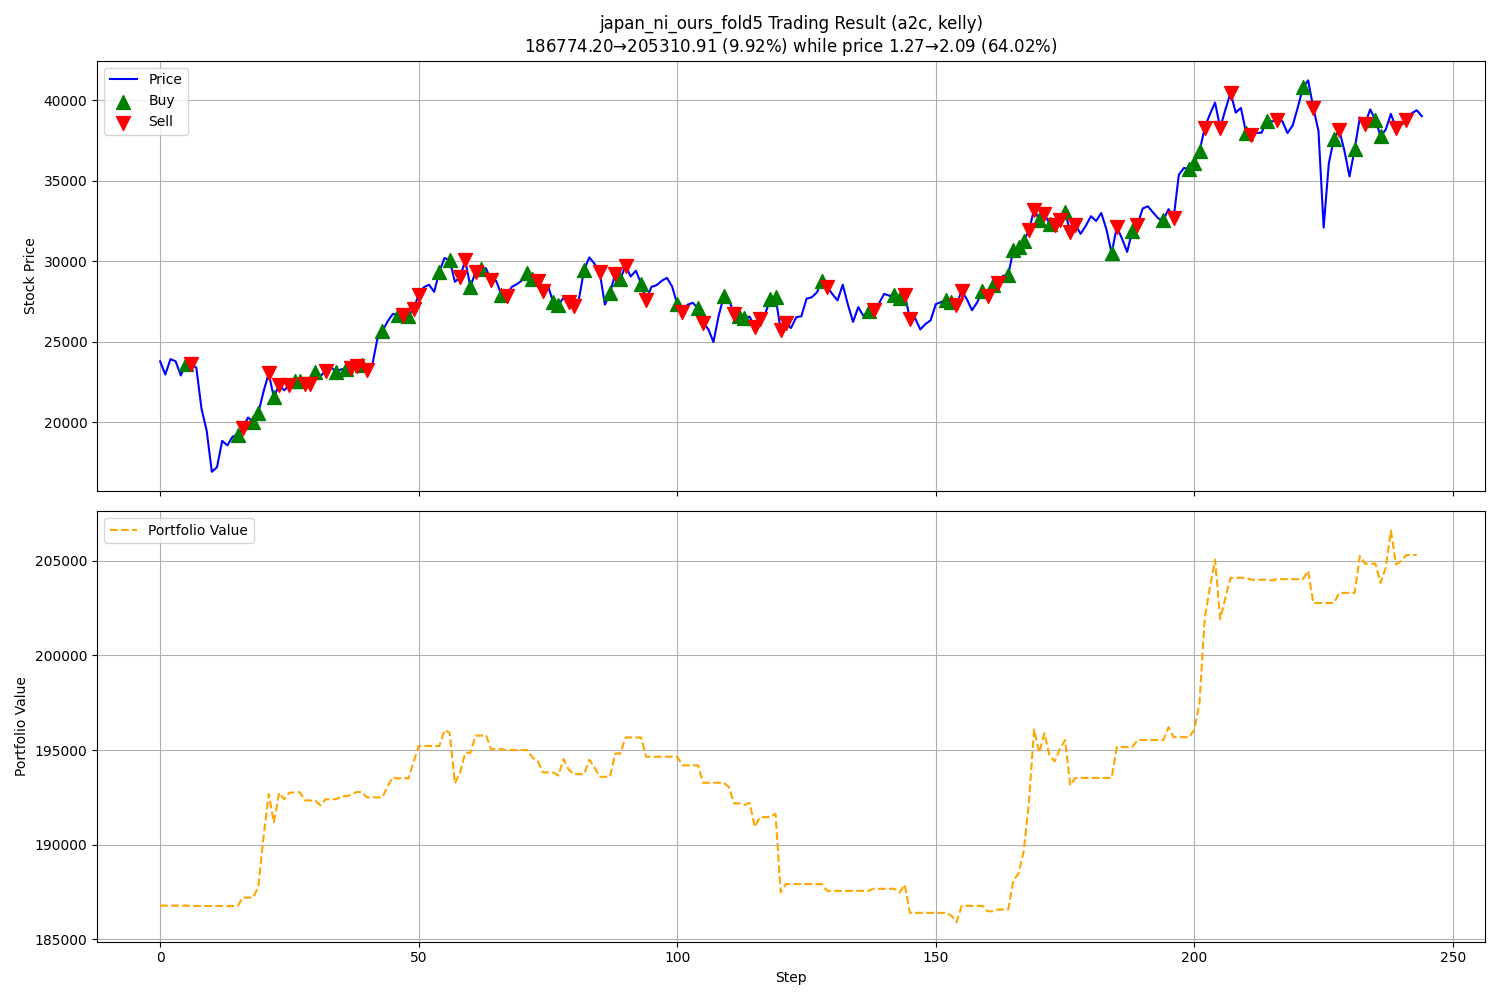 japan_ni_ours_fold5 Trading Result (a2c, kelly)
186774.20→205310.91 (9.92%) while price 1.27→2.09 (64.02%)
Price
Buy
Sell
40000
35000
30000
25000
20000
Stock Price
Portfolio Value
205000
200000
195000
190000
185000
Portfolio Value
0
50
100
150
200
250
Step